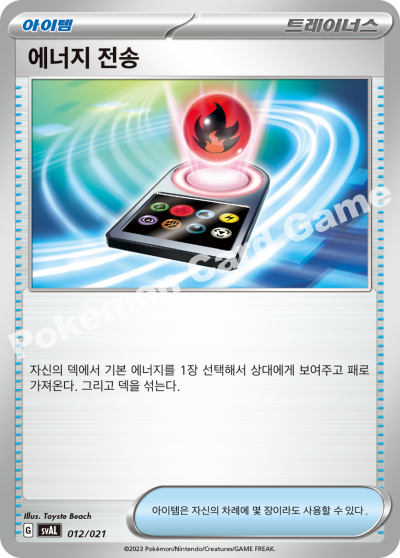 아이템
트레이너스
에너지 전송
Pokémon Card Game
자신의 덱에서 기본 에너지를 1장 선택해서 상대에게 보여주고 패로
가져온다. 그리고 덱을 섞는다.
Illus. Toyste Beach
G svAL 012/021
아이템은 자신의 차례에 몇 장이라도 사용할 수 있다.
©2023 Pokémon/Nintendo/Creatures/GAME FREAK.